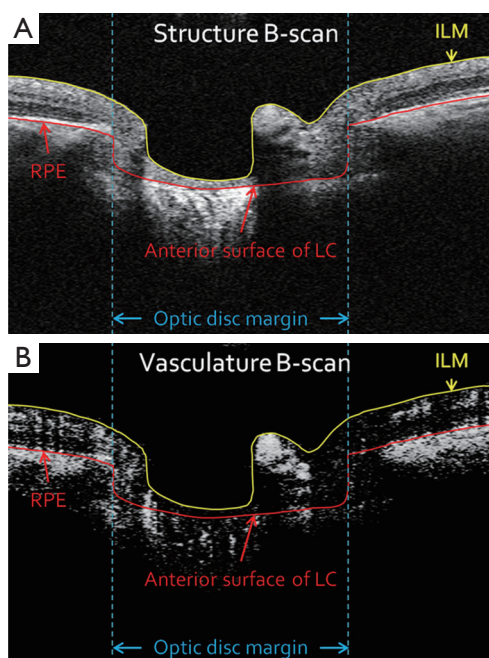 A
Structure B-scan
ILM
RPE
Anterior surface of LC
Optic disc margin
B
Vasculature B-scan
ILM
RPE
Anterior surface of LC
Optic disc margin